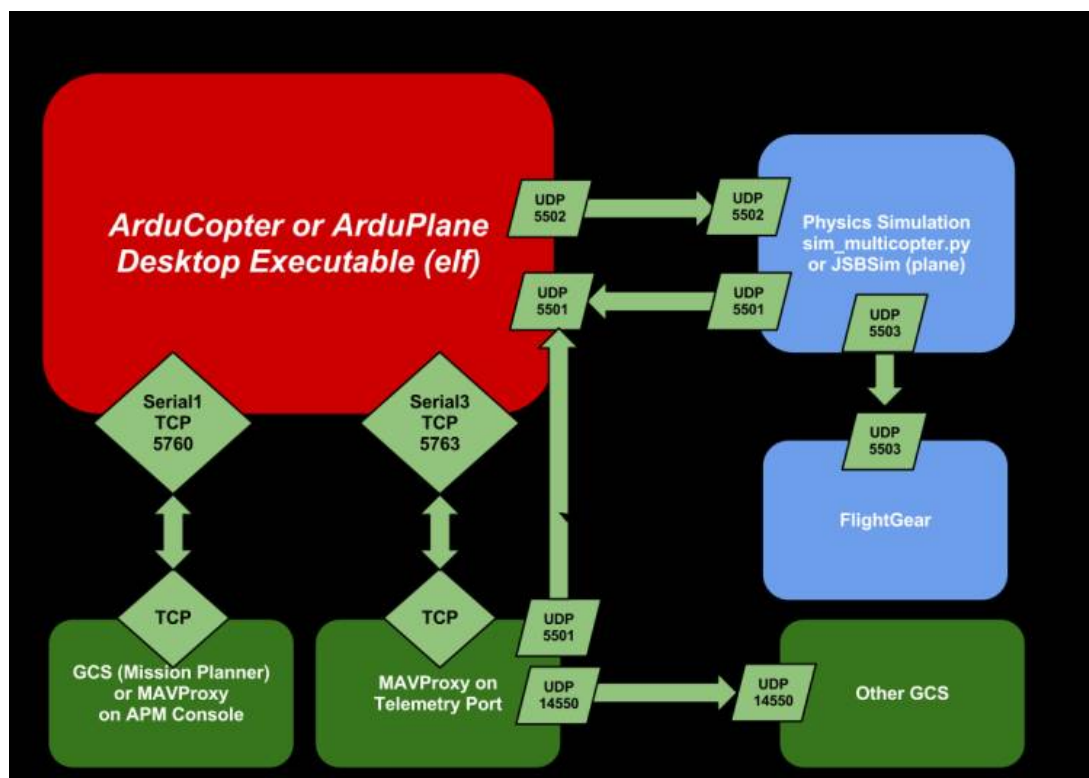 ArduCopter or ArduPlane
Desktop Executable (elf)
UDP
5502
UDP
5502
Physics Simulation
sim_multicopter.py
or JSBSim (plane)
UDP
5501
UDP
5501
UDP
5503
Serial1
TCP
5760
Serial3
TCP
5763
UDP
5503
FlightGear
TCP
TCP
UDP
5501
GCS (Mission Planner)
or MAVProxy
on APM Console
MAVProxy on
Telemetry Port
UDP
14550
UDP
14550
Other GCS